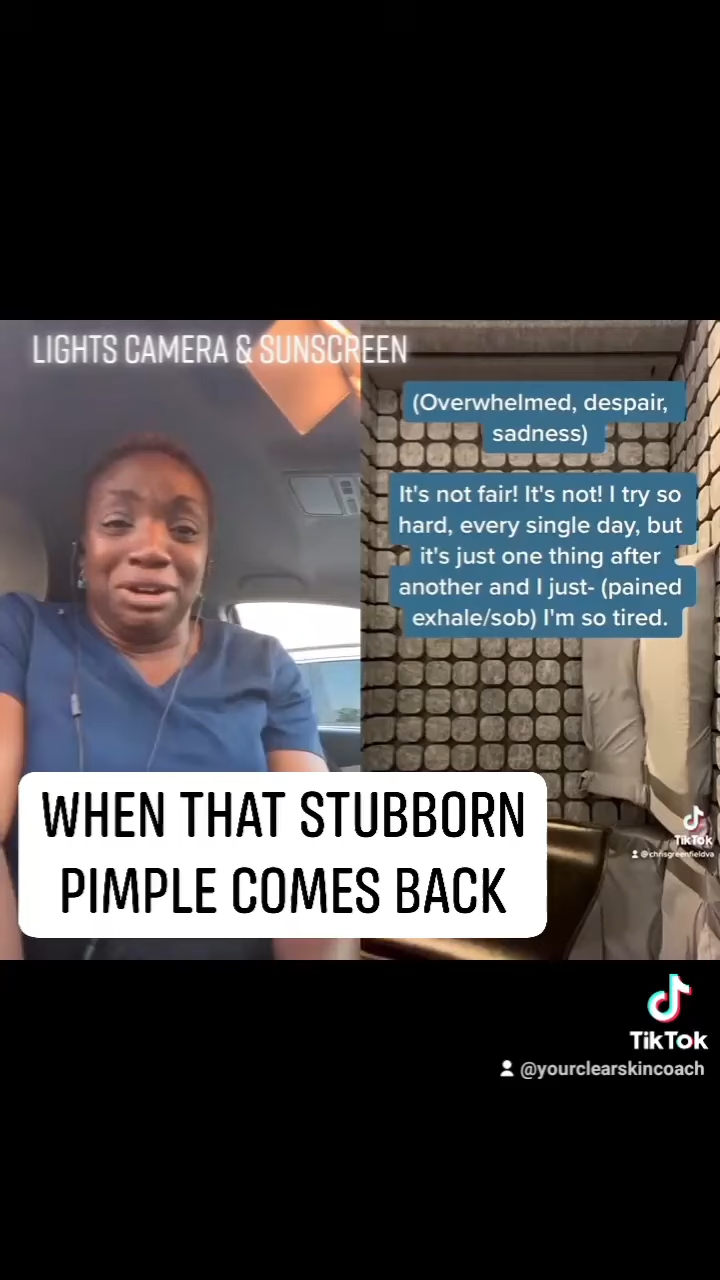 LIGHTS CAMERA & SUNSCREEN
(Overwhelmed, despair,
sadness)
It's not fair! It's not! I try so
hard, every single day, but
it's just one thing after
another and I just- (pained
exhale/sob) I'm so tired.
WHEN THAT STUBBORN
PIMPLE COMES BACK
TikTok
@chrisgreenfieldva
TikTok
@yourclearskincoach